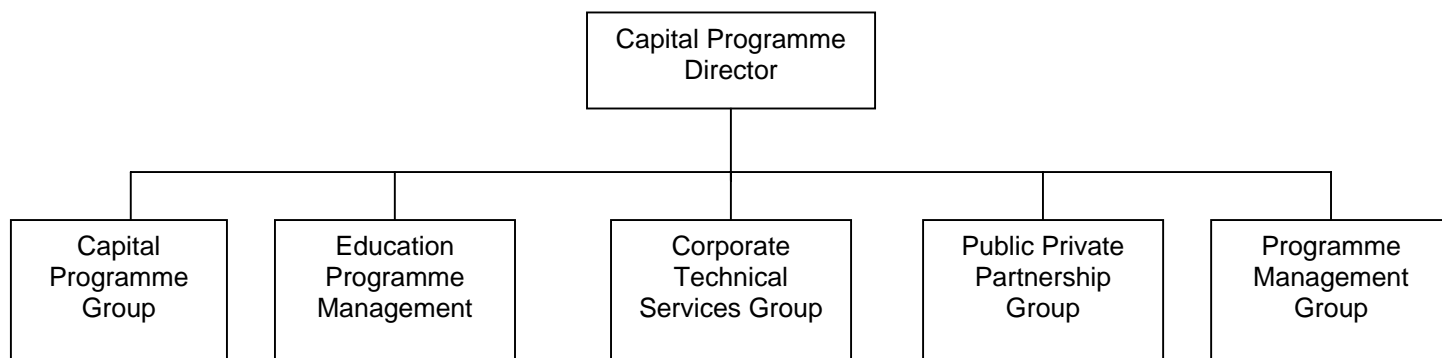 Capital Programme
Director
Capital
Programme
Group
Education
Programme
Management
Corporate
Technical
Services Group
Public Private
Partnership
Group
Programme
Management
Group